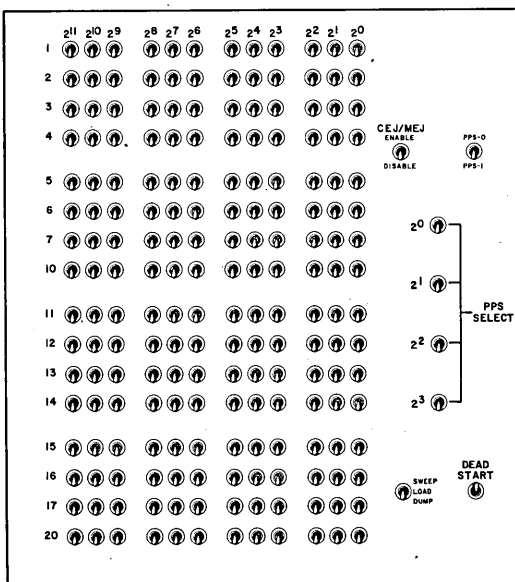 2¹¹ 2¹⁰ 2⁹ 2⁸ 2⁷ 2⁶ 2⁵ 2⁴ 2³ 2² 2¹ 2⁰
1
2
3
4
CEJ/MEJ
ENABLE
DISABLE
PPS-0
PPS-1
5
6
7
10
2⁰
2¹
PPS
SELECT
2²
2³
11
12
13
14
15
16
17
20
SWEEP
LOAD
DUMP
DEAD
START